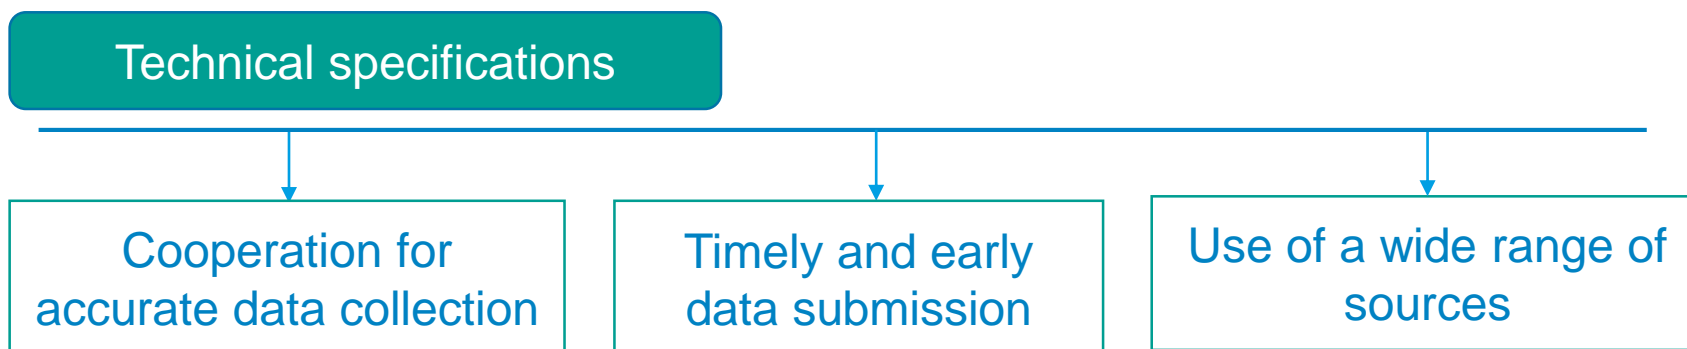 Technical specifications
Cooperation for
accurate data collection
Timely and early
data submission
Use of a wide range of
sources